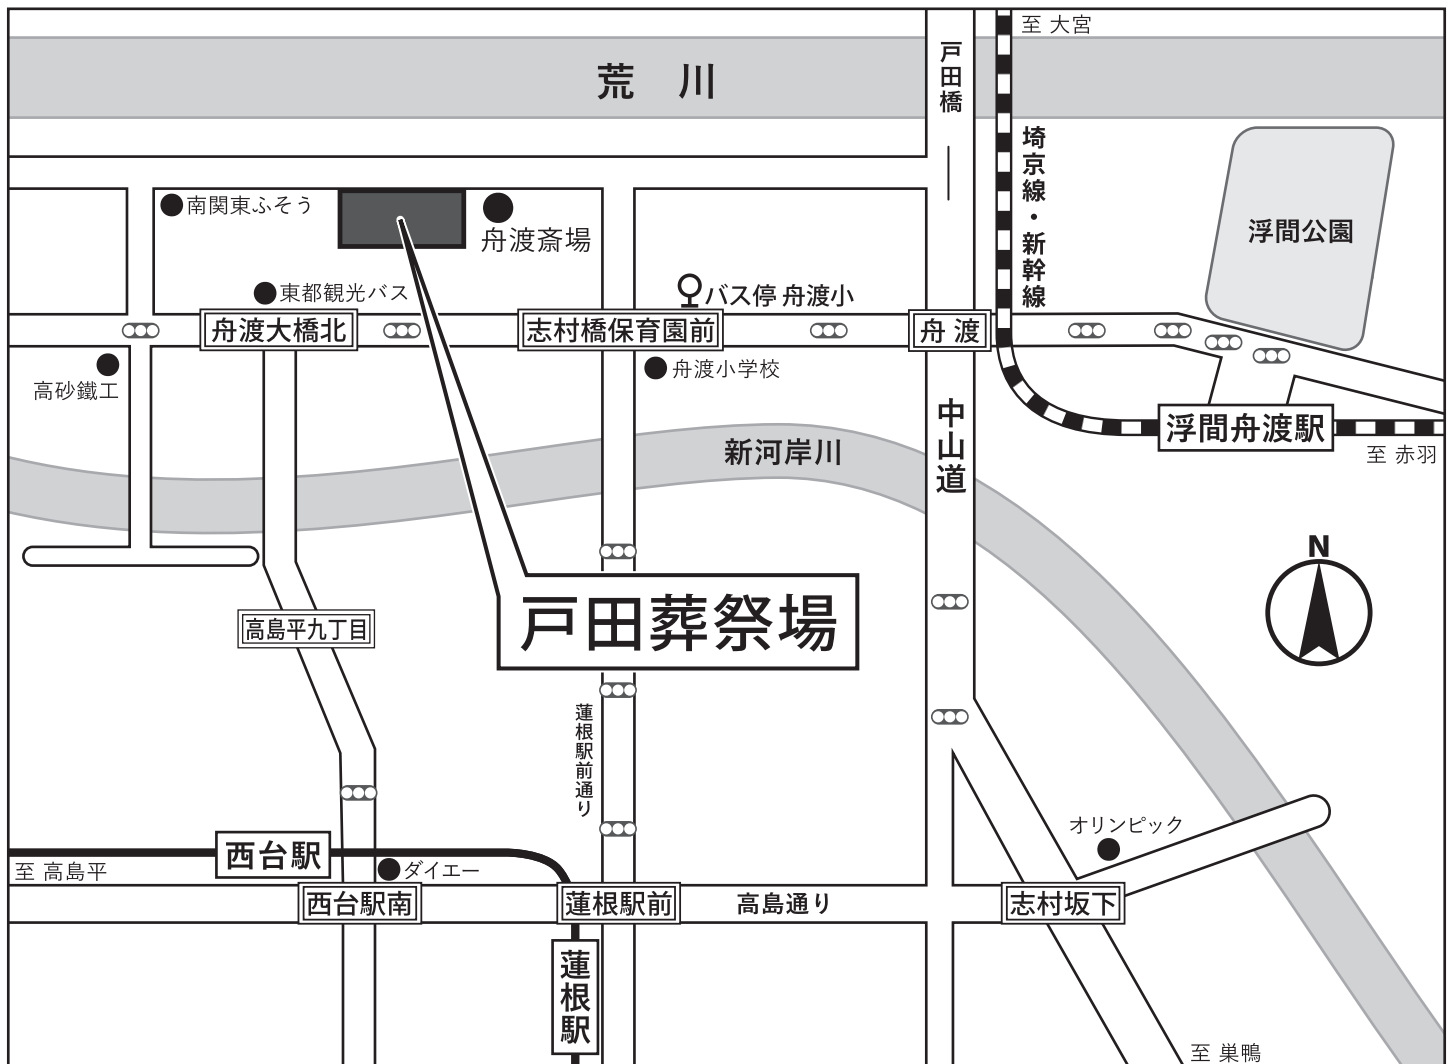 至 大宮
荒　川
戸田橋
埼京線・新幹線
浮間公園
南関東ふそう
舟渡斎場
東都観光バス
バス停 舟渡小
舟渡大橋北
志村橋保育園前
舟 渡
高砂鐵工
舟渡小学校
中山道
浮間舟渡駅
至 赤羽
新河岸川
N
戸田葬祭場
高島平九丁目
蓮根駅前通り
オリンピック
西台駅
至 高島平
ダイエー
西台駅南
蓮根駅前
高島通り
志村坂下
蓮根駅
至 巣鴨